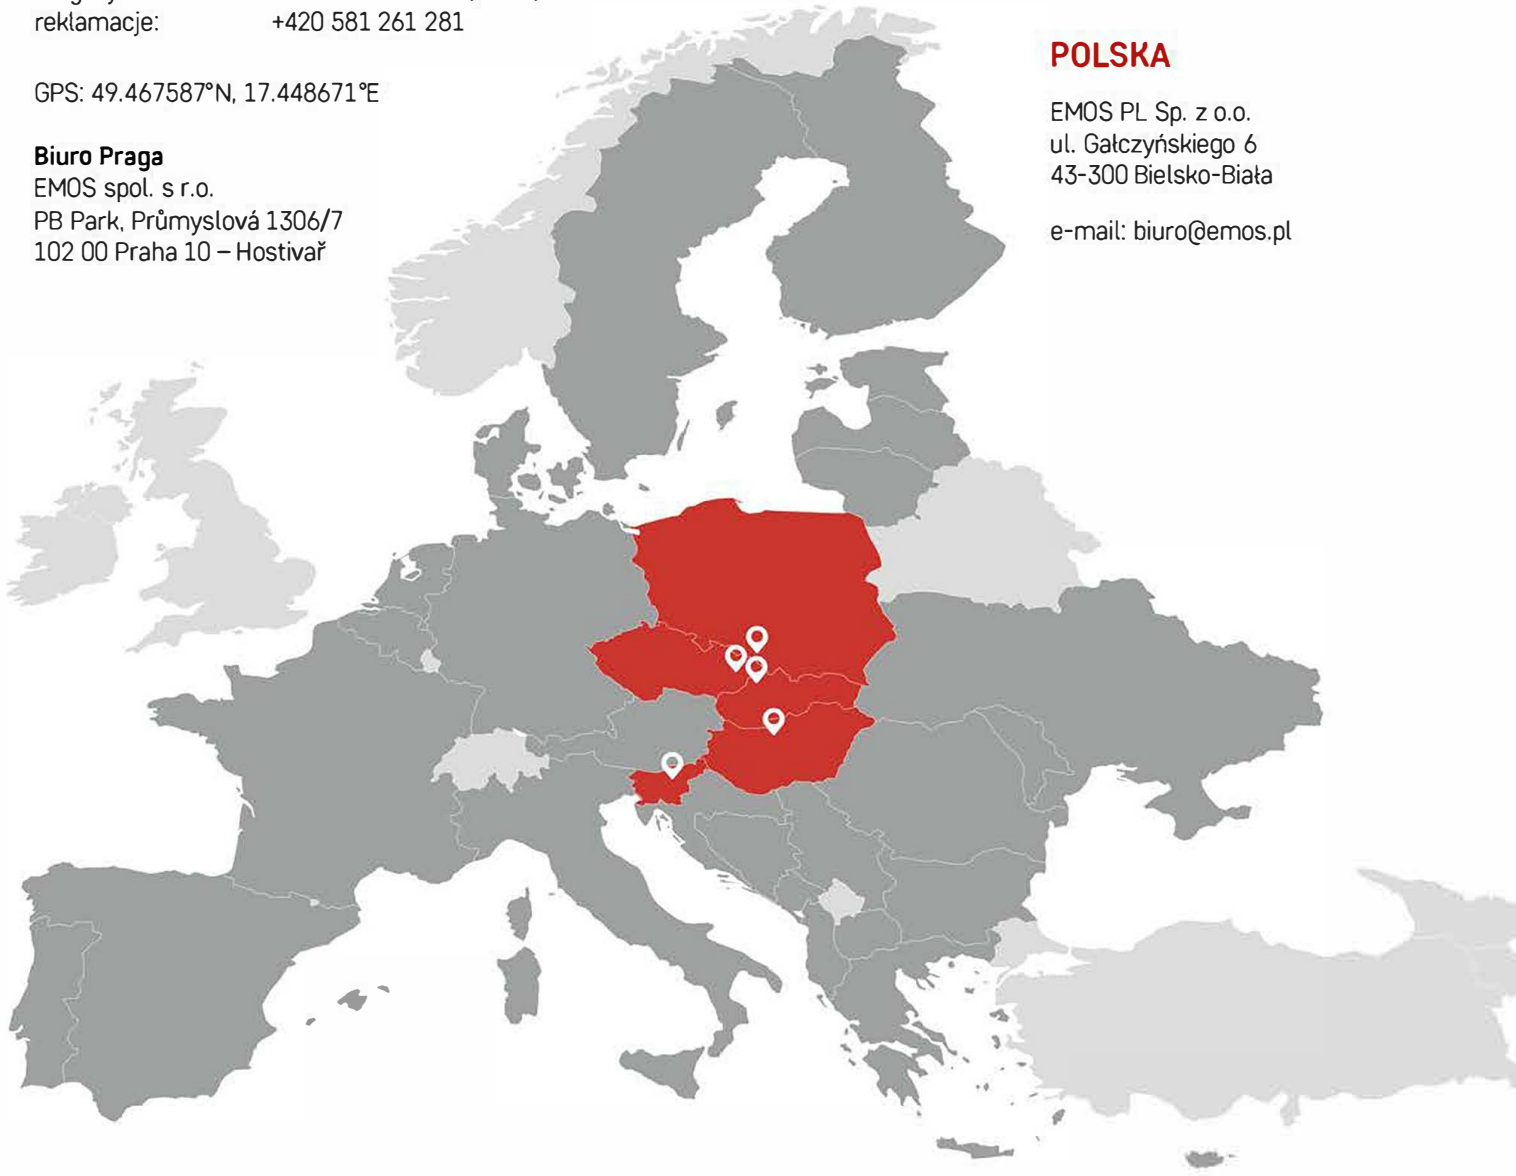 reklamacje: +420 581 261 281
GPS: 49.467587°N, 17.448671°E
Biuro Praga
EMOS spol. s r.o.
PB Park, Průmyslová 1306/7
102 00 Praha 10 – Hostivař
POLSKA
EMOS PL Sp. z o.o.
ul. Gałczyńskiego 6
43-300 Bielsko-Biała
e-mail: biuro@emos.pl